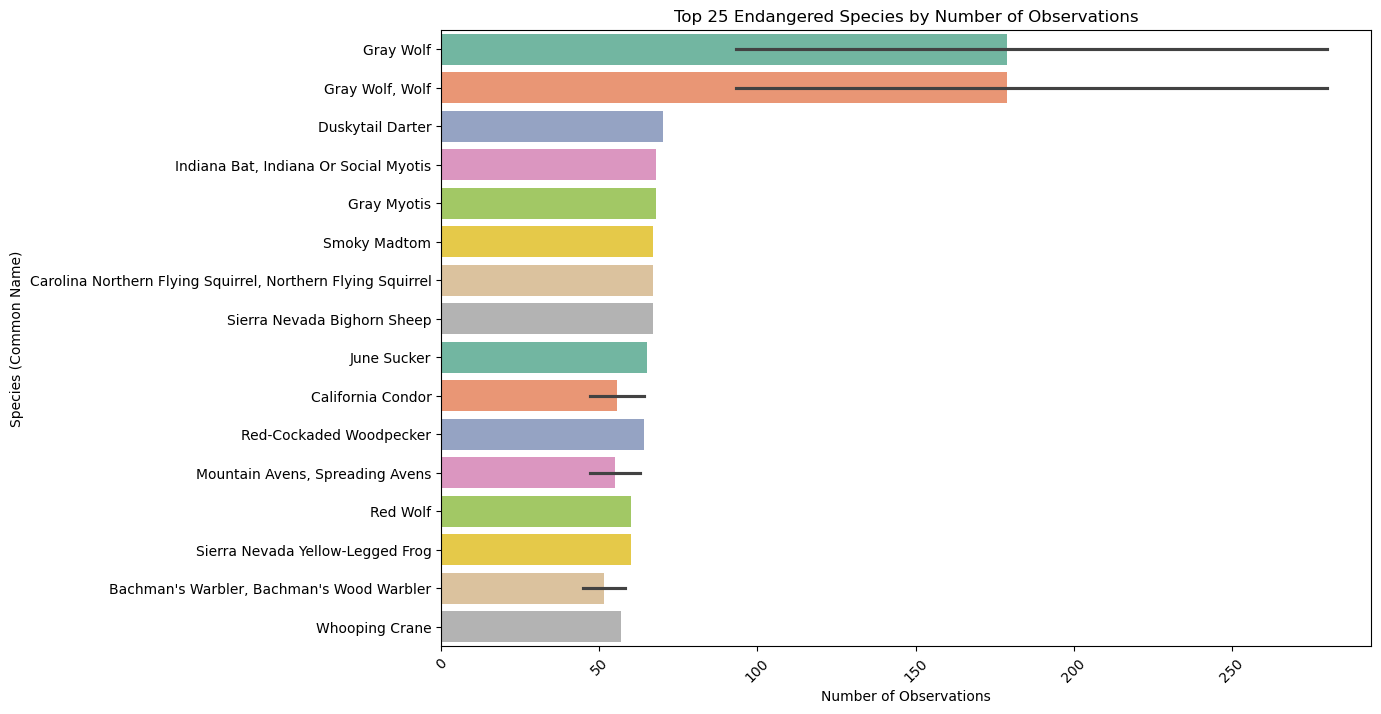 Top 25 Endangered Species by Number of Observations
Species (Common Name)
Gray Wolf
Gray Wolf, Wolf
Duskytail Darter
Indiana Bat, Indiana Or Social Myotis
Gray Myotis
Smoky Madtom
Carolina Northern Flying Squirrel, Northern Flying Squirrel
Sierra Nevada Bighorn Sheep
June Sucker
California Condor
Red-Cockaded Woodpecker
Mountain Avens, Spreading Avens
Red Wolf
Sierra Nevada Yellow-Legged Frog
Bachman's Warbler, Bachman's Wood Warbler
Whooping Crane
0
50
100
150
200
250
Number of Observations